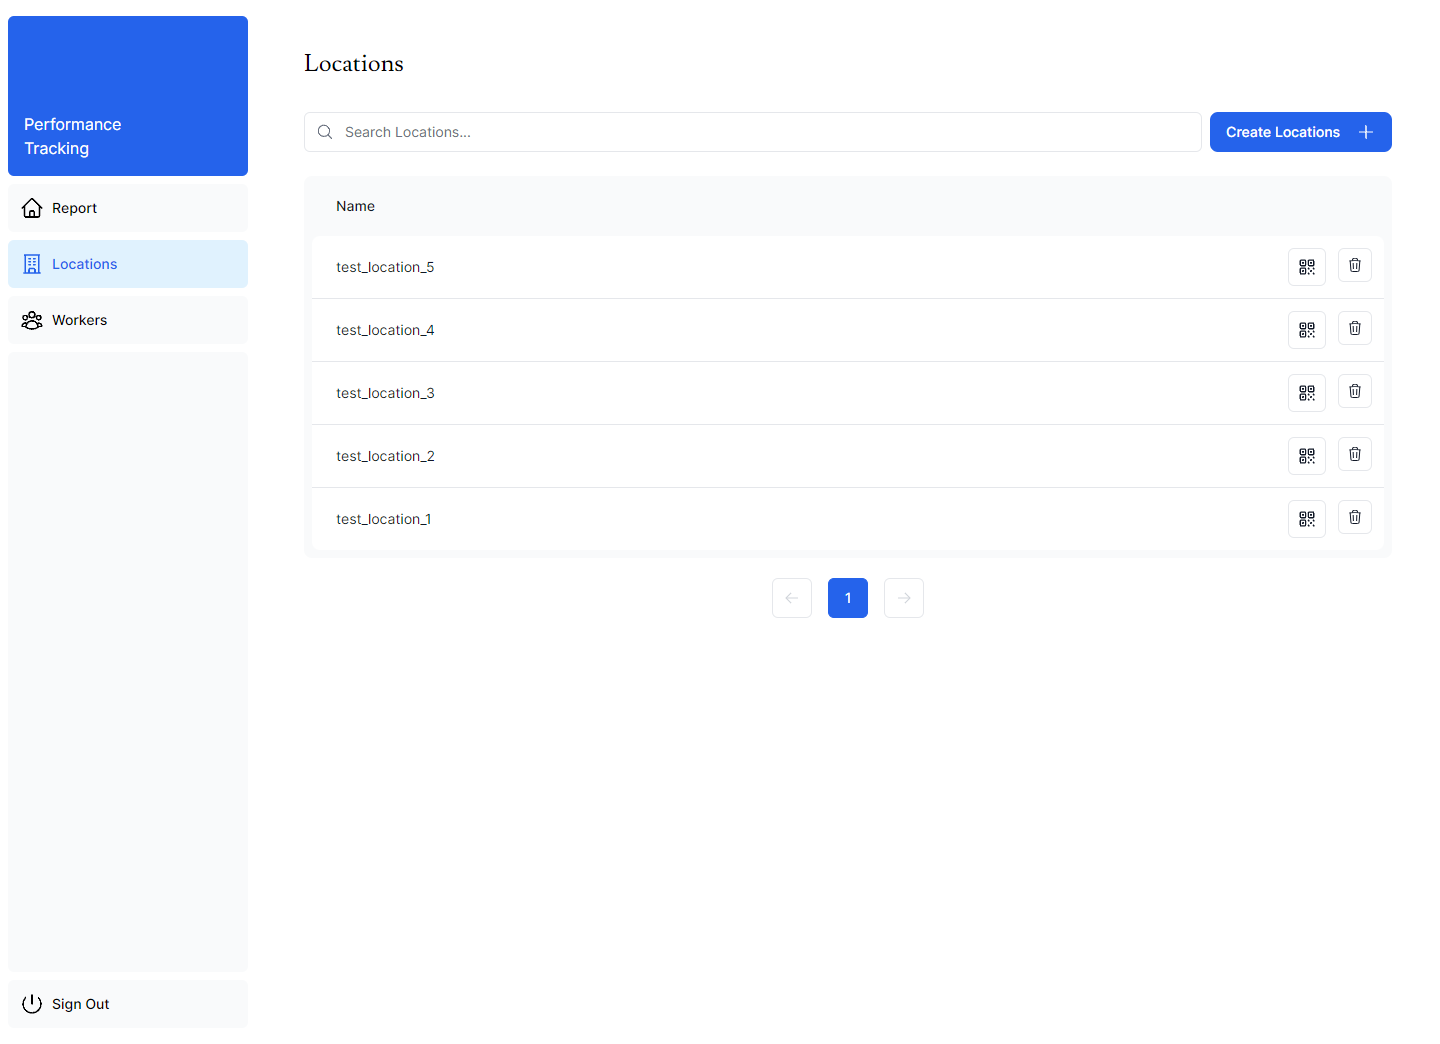 Performance
Tracking
Report
Locations
Workers
Sign Out
Locations
Search Locations...
Create Locations
Name
test_location_5
test_location_4
test_location_3
test_location_2
test_location_1
1